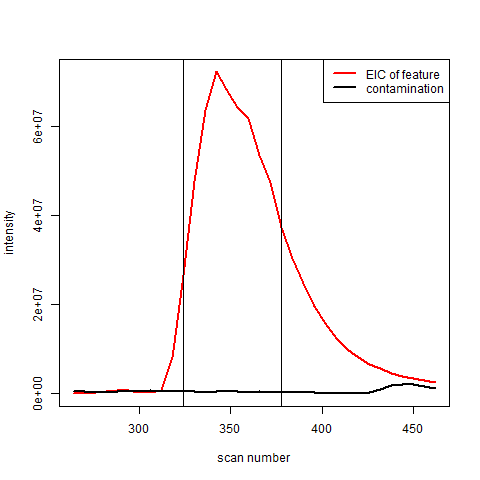 EIC of feature
contamination
intensity
6e+07
4e+07
2e+07
0e+00
300 350 400 450
scan number